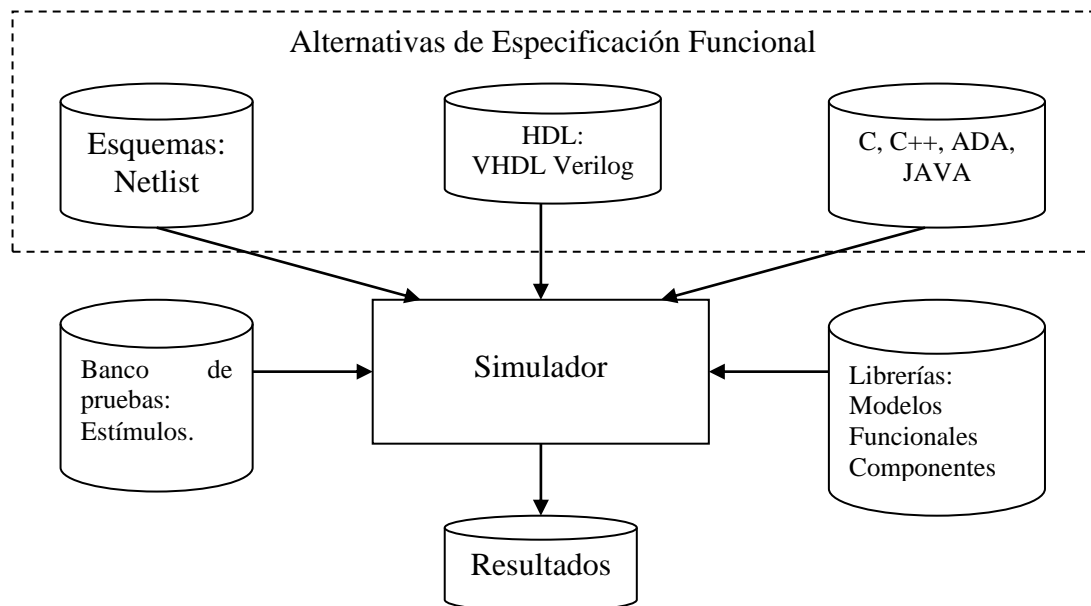 Alternativas de Especificación Funcional
Esquemas:
Netlist
HDL:
VHDL Verilog
C, C++, ADA,
JAVA
Banco de
pruebas:
Estímulos.
Simulador
Librerías:
Modelos
Funcionales
Componentes
Resultados